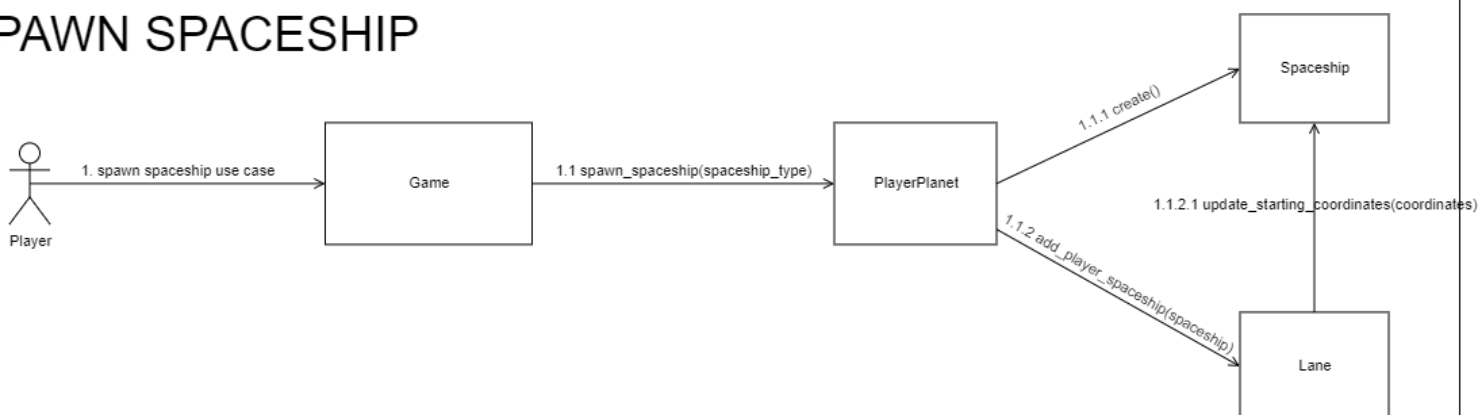 PAWN SPACESHIP
Spaceship
1.1.1 create()
1. spawn spaceship use case
Game
1.1 spawn_spaceship(spaceship_type)
PlayerPlanet
1.1.2.1 update_starting_coordinates(coordinates)
Player
1.1.2 add_player_spaceship(spaceship)
Lane